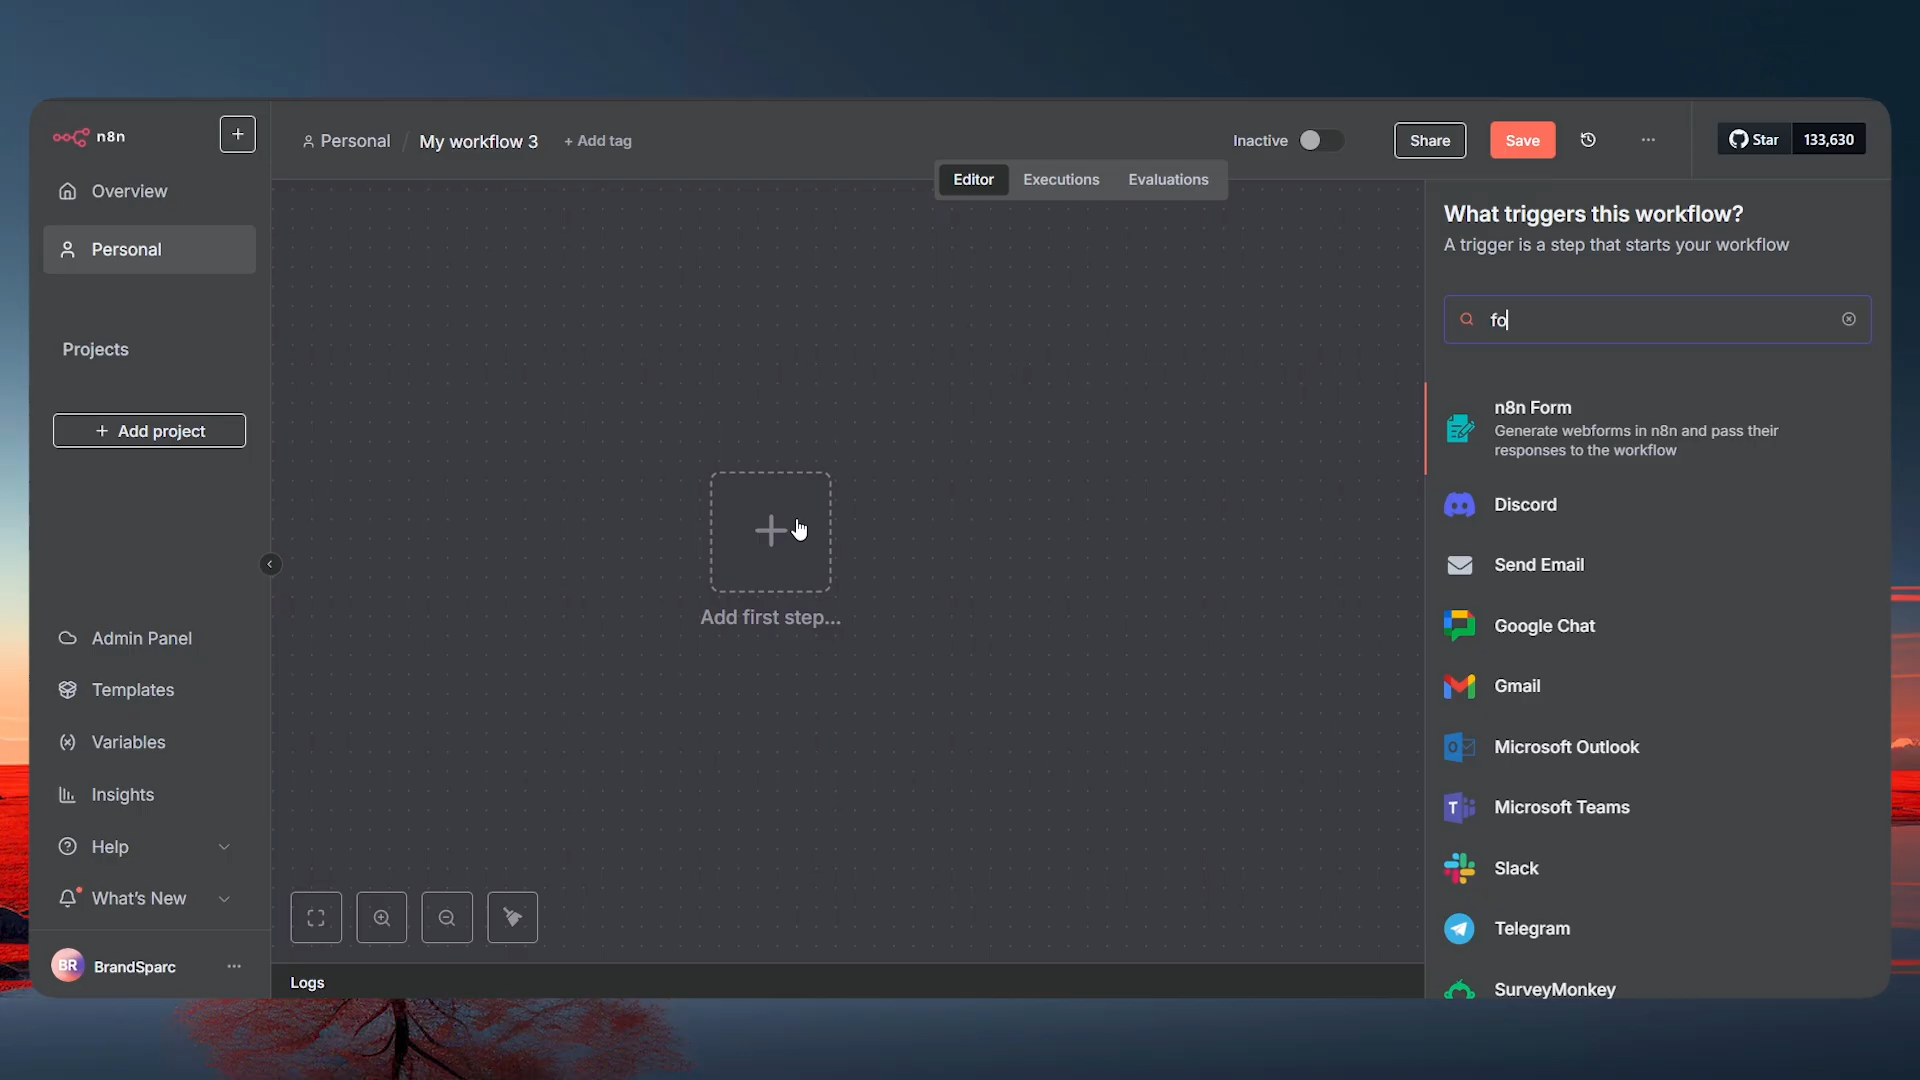 n8n
+
Overview
Personal
Projects
+ Add project
Admin Panel
Templates
Variables
Insights
Help
What's New
BR BrandSparc
Personal / My workflow 3 + Add tag
Inactive
Share
Save
Star 133,630
Editor Executions Evaluations
Add first step...
Logs
What triggers this workflow?
A trigger is a step that starts your workflow
fo
n8n Form
Generate webforms in n8n and pass their
responses to the workflow
Discord
Send Email
Google Chat
Gmail
Microsoft Outlook
Microsoft Teams
Slack
Telegram
SurveyMonkey